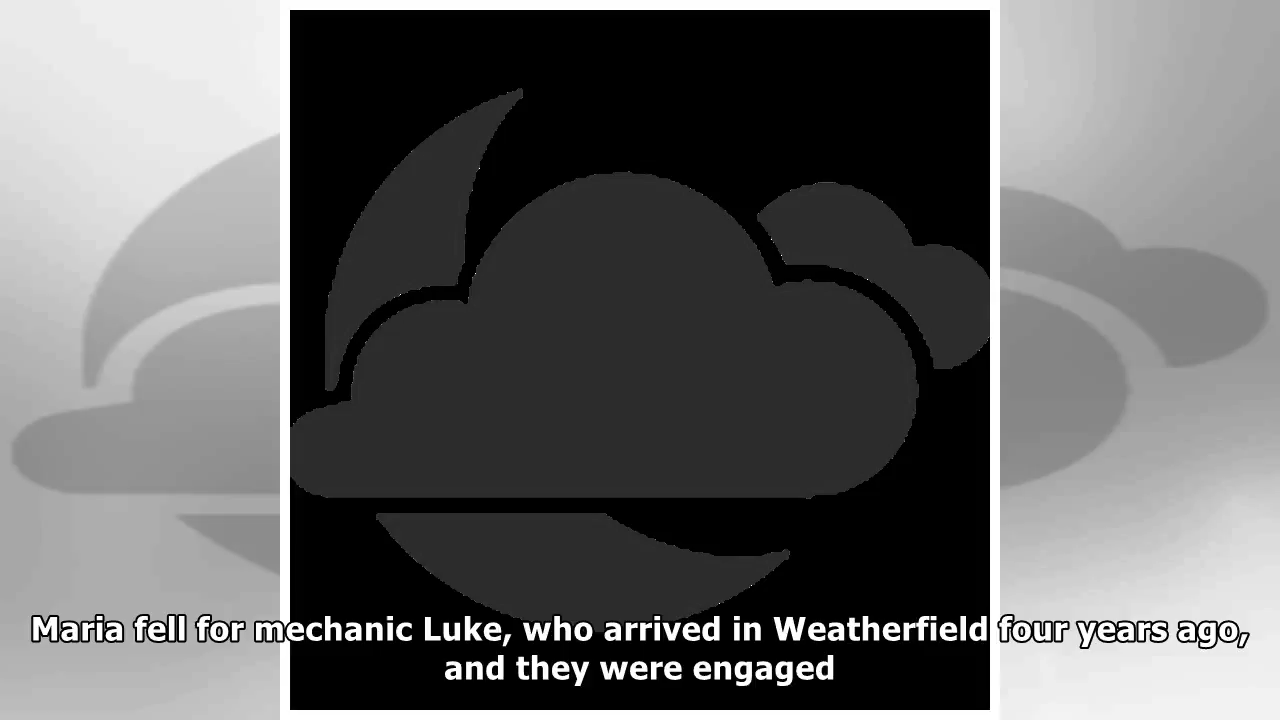 Maria fell for mechanic Luke, who arrived in Weatherfield four years ago,
and they were engaged